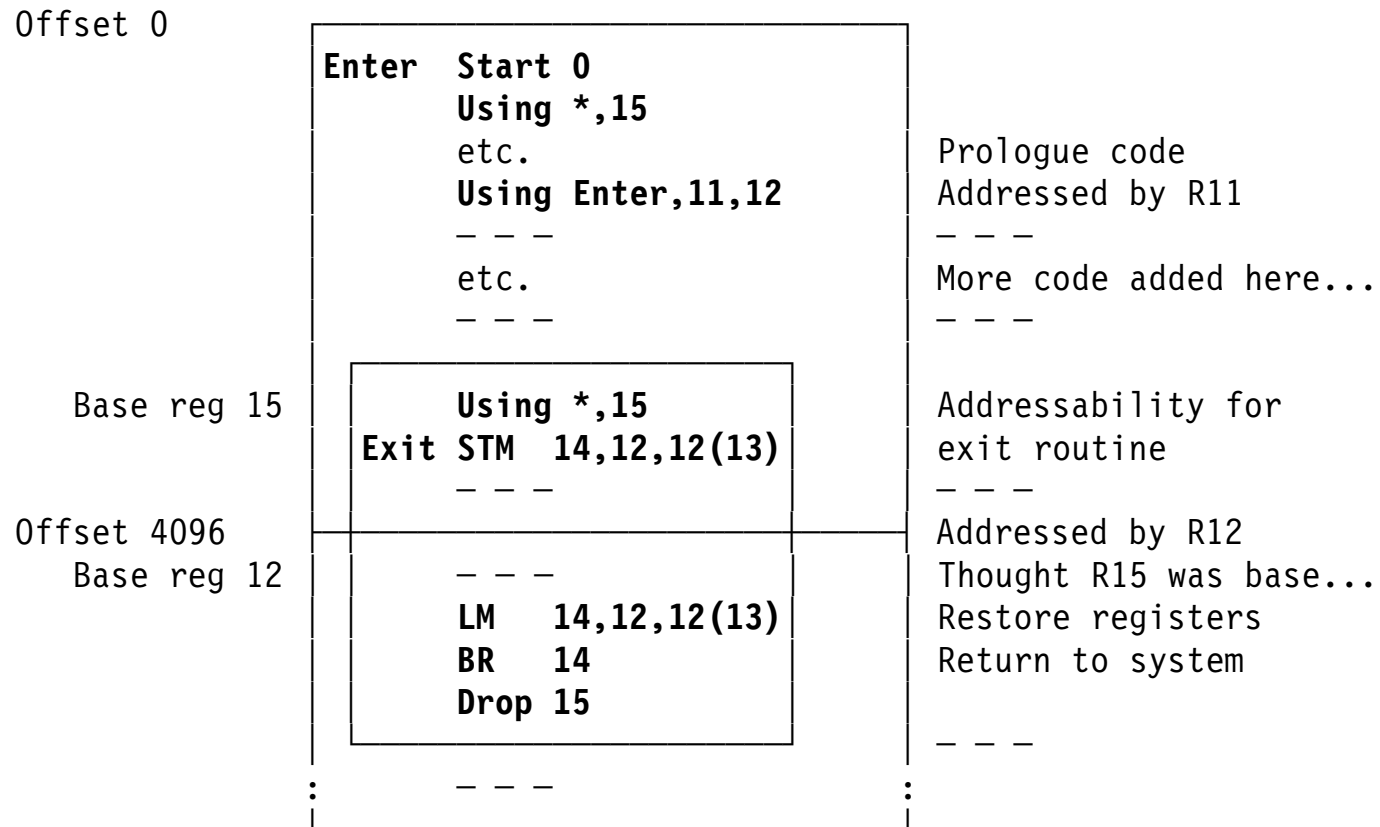 Offset 0
Enter Start 0
Using *,15
etc. Prologue code
Using Enter,11,12 Addressed by R11
— — — — — —
etc. More code added here...
— — — — — —
Base reg 15 Using *,15 Addressability for
Exit STM 14,12,12(13) exit routine
— — — — — —
Offset 4096 Addressed by R12
Base reg 12 — — — Thought R15 was base...
LM 14,12,12(13) Restore registers
BR 14 Return to system
Drop 15
— — —
: — — — :